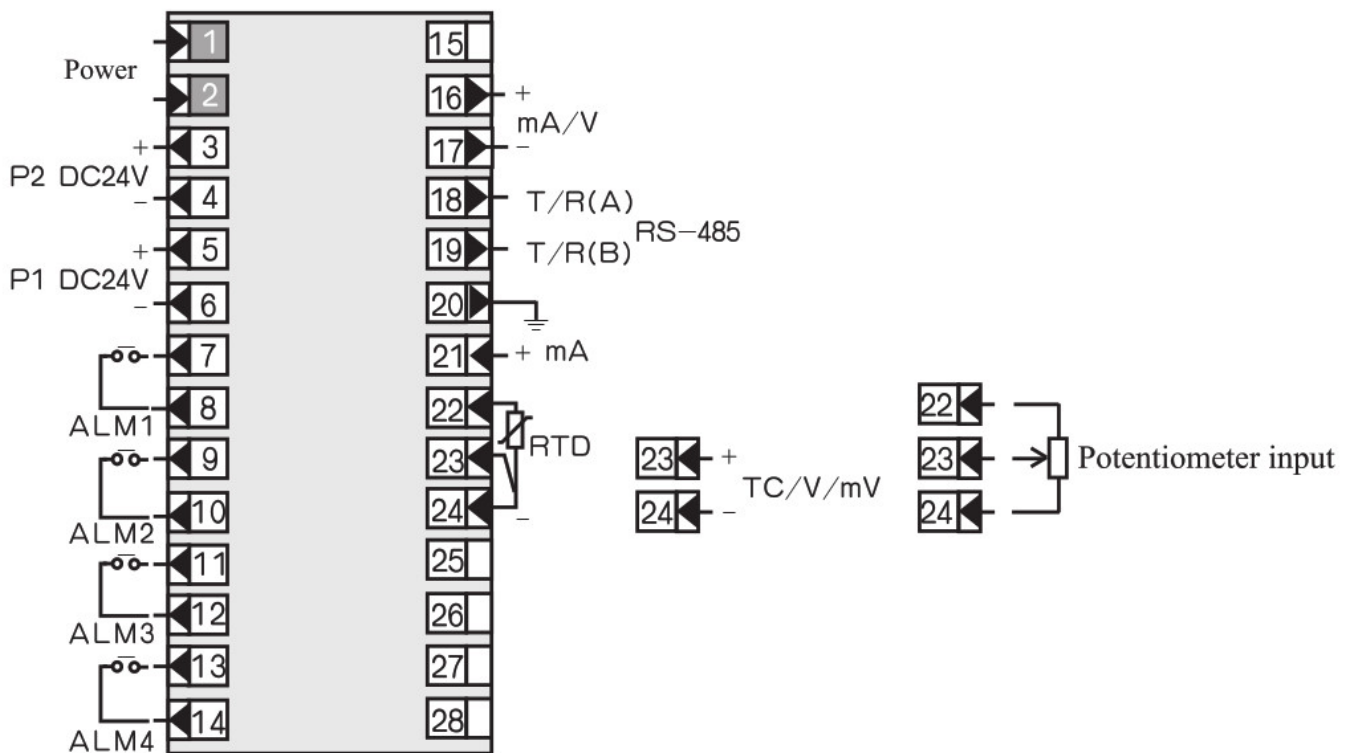 1
Power
2
+
3
P2 DC24V
-
4
+
5
P1 DC24V
-
6
7
8
ALM1
9
10
ALM2
11
12
ALM3
13
14
ALM4
15
16
+
mA/V
17
-
18
T/R(A)
RS-485
19
T/R(B)
20
21
+ mA
22
RTD
23
24
-
25
26
27
28
23
+
TC/V/mV
24
-
22
23
Potentiometer input
24